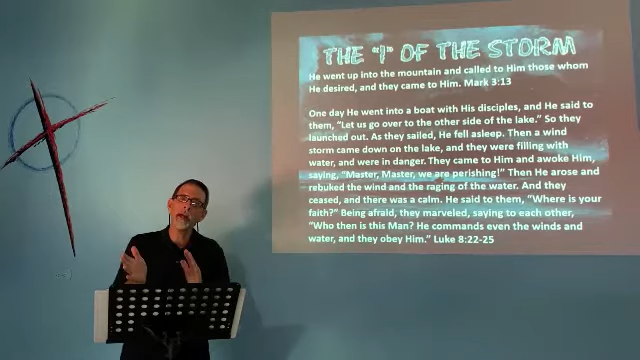 THE "I" OF THE STORM
He went up into the mountain and called to Him those whom
He desired, and they came to Him. Mark 3:13
One day He went into a boat with His disciples, and He said to
them, "Let us go over to the other side of the lake." So they
launched out. As they sailed, He fell asleep. Then a wind
storm came down on the lake, and they were filling with
water, and were in danger. They came to Him and awoke Him,
saying, "Master, Master, we are perishing!" Then He arose and
rebuked the wind and the raging of the water. And they
ceased, and there was a calm. He said to them, "Where is your
faith?" Being afraid, they marveled, saying to each other,
"Who then is this Man? He commands even the winds and
water, and they obey Him." Luke 8:22-25